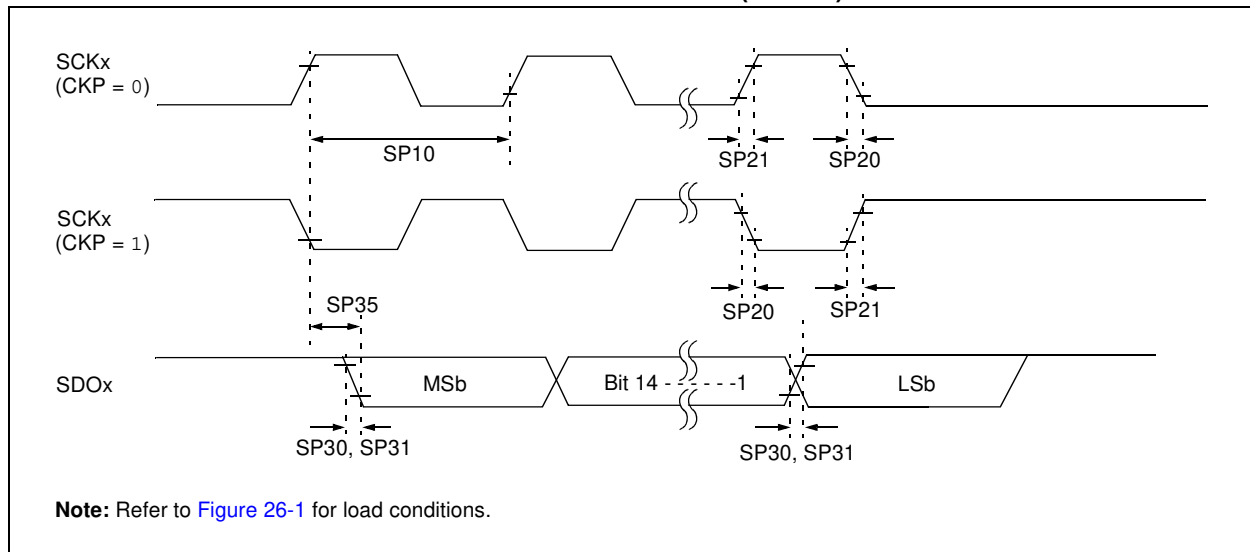 SCKx
(CKP = 0)
SP10
SP21
SP20
SCKx
(CKP = 1)
SP35
SP20
SP21
SDOx
MSb
Bit 14 - - - - - -1
LSb
SP30, SP31
SP30, SP31
Note: Refer to Figure 26-1 for load conditions.